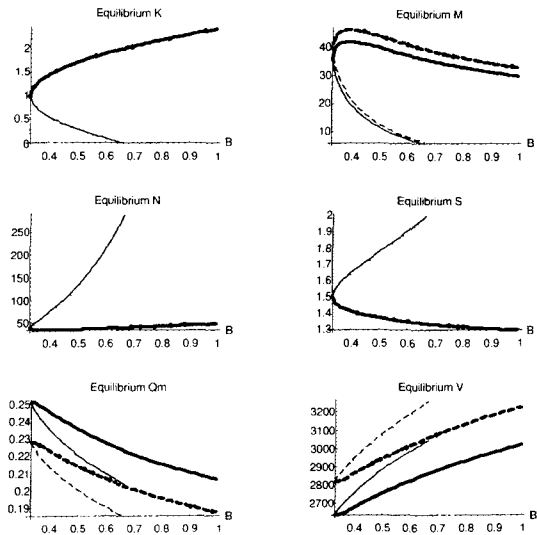 Equilibrium K
2
1.5
1
0.5
0
0.4 0.5 0.6 0.7 0.8 0.9 1
B
Equilibrium M
40
30
20
10
0.4 0.5 0.6 0.7 0.8 0.9 1
B
Equilibrium N
250
200
150
100
50
0.4 0.5 0.6 0.7 0.8 0.9 1
B
Equilibrium S
2
1.9
1.8
1.7
1.6
1.5
1.4
1.3
0.4 0.5 0.6 0.7 0.8 0.9 1
B
Equilibrium Qm
0.25
0.24
0.23
0.22
0.21
0.2
0.19
0.4 0.5 0.6 0.7 0.8 0.9 1
B
Equilibrium V
3200
3100
3000
2900
2800
2700
0.4 0.5 0.6 0.7 0.8 0.9 1
B